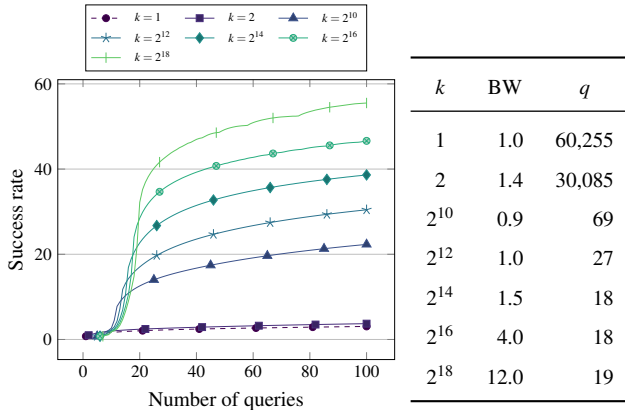 k = 1 k = 2 k = 2^10
k = 2^12 k = 2^14 k = 2^16
k = 2^18
60
40
20
0
Success rate
0 20 40 60 80 100
Number of queries
k BW q
1 1.0 60,255
2 1.4 30,085
2^10 0.9 69
2^12 1.0 27
2^14 1.5 18
2^16 4.0 18
2^18 12.0 19